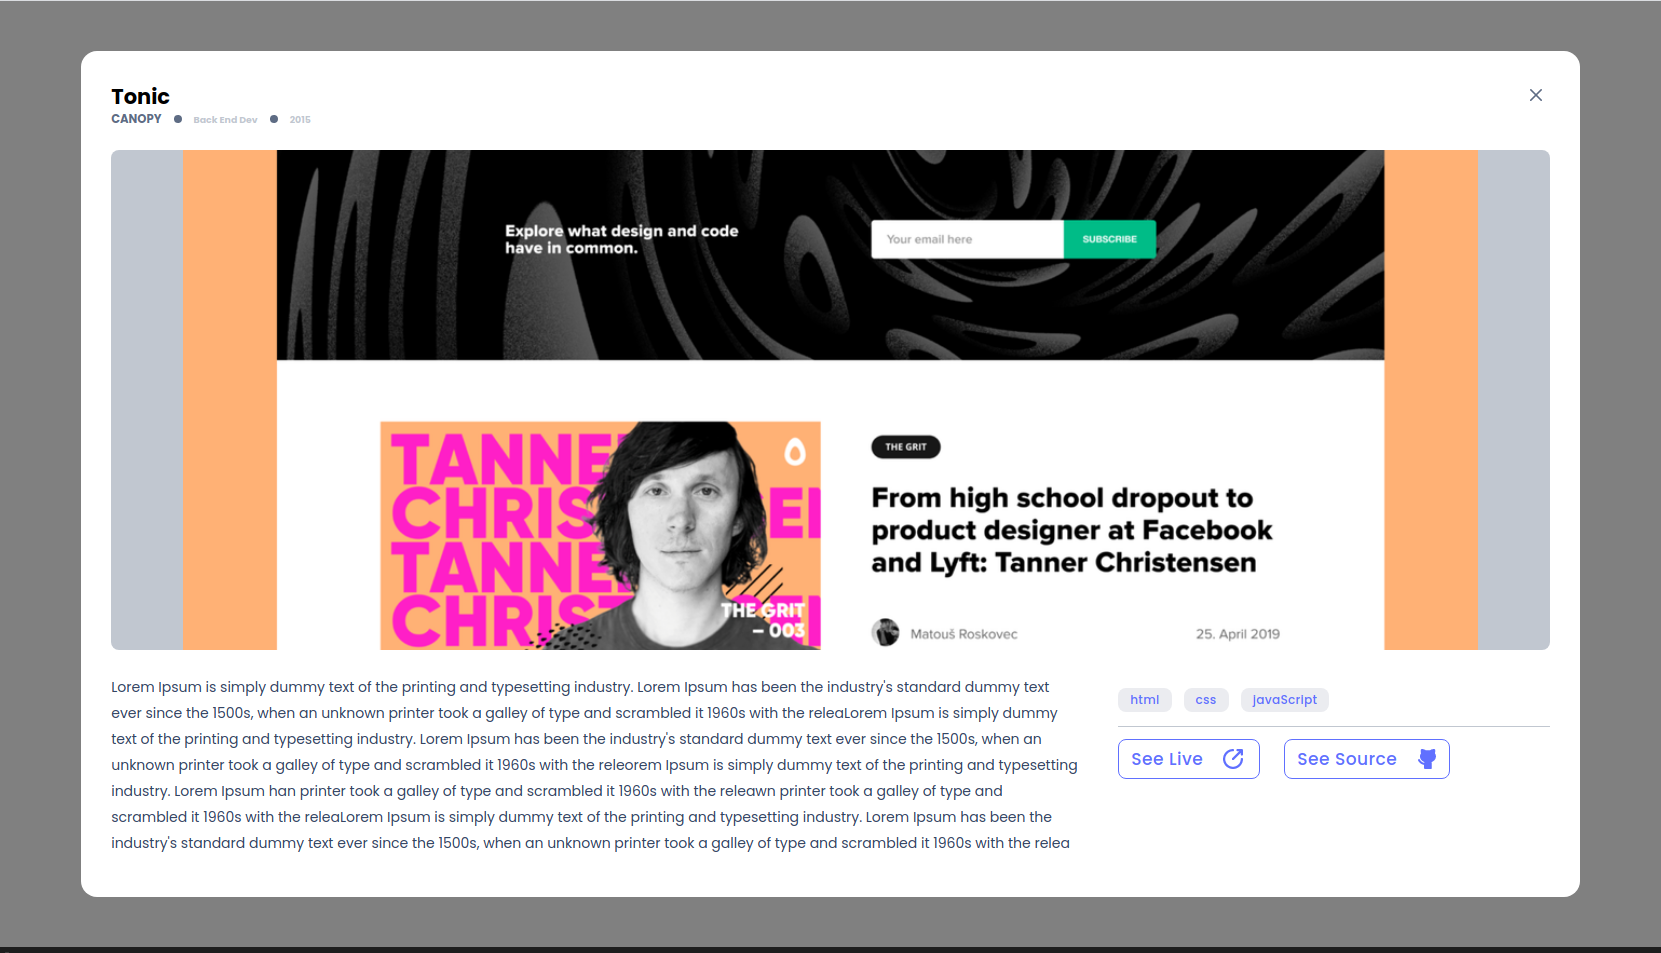 Tonic
CANOPY Back End Dev 2015
Explore what design and code
have in common.
Your email here SUBSCRIBE
TANNE
CHRIS
TANNE
CHRIST
THE GRIT
– 003
THE GRIT
From high school dropout to
product designer at Facebook
and Lyft: Tanner Christensen
Matouš Roskovec 25. April 2019
Lorem Ipsum is simply dummy text of the printing and typesetting industry. Lorem Ipsum has been the industry's standard dummy text
ever since the 1500s, when an unknown printer took a galley of type and scrambled it 1960s with the releaLorem Ipsum is simply dummy
text of the printing and typesetting industry. Lorem Ipsum has been the industry's standard dummy text ever since the 1500s, when an
unknown printer took a galley of type and scrambled it 1960s with the releorem Ipsum is simply dummy text of the printing and typesetting
industry. Lorem Ipsum han printer took a galley of type and scrambled it 1960s with the releawn printer took a galley of type and
scrambled it 1960s with the releaLorem Ipsum is simply dummy text of the printing and typesetting industry. Lorem Ipsum has been the
industry's standard dummy text ever since the 1500s, when an unknown printer took a galley of type and scrambled it 1960s with the relea
html css javaScript
See Live See Source